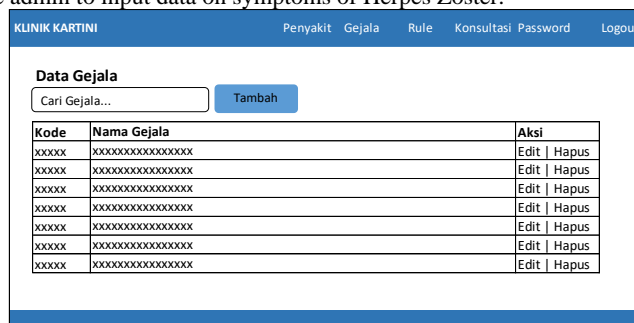 admin to input data on symptoms of Herpes Zoster.
KLINIK KARTINI Penyakit Gejala Rule Konsultasi Password Logou
Data Gejala
Cari Gejala... Tambah
Kode Nama Gejala Aksi
xxxxx xxxxxxxxxxxxxxxx Edit | Hapus
xxxxx xxxxxxxxxxxxxxxx Edit | Hapus
xxxxx xxxxxxxxxxxxxxxx Edit | Hapus
xxxxx xxxxxxxxxxxxxxxx Edit | Hapus
xxxxx xxxxxxxxxxxxxxxx Edit | Hapus
xxxxx xxxxxxxxxxxxxxxx Edit | Hapus
xxxxx xxxxxxxxxxxxxxxx Edit | Hapus